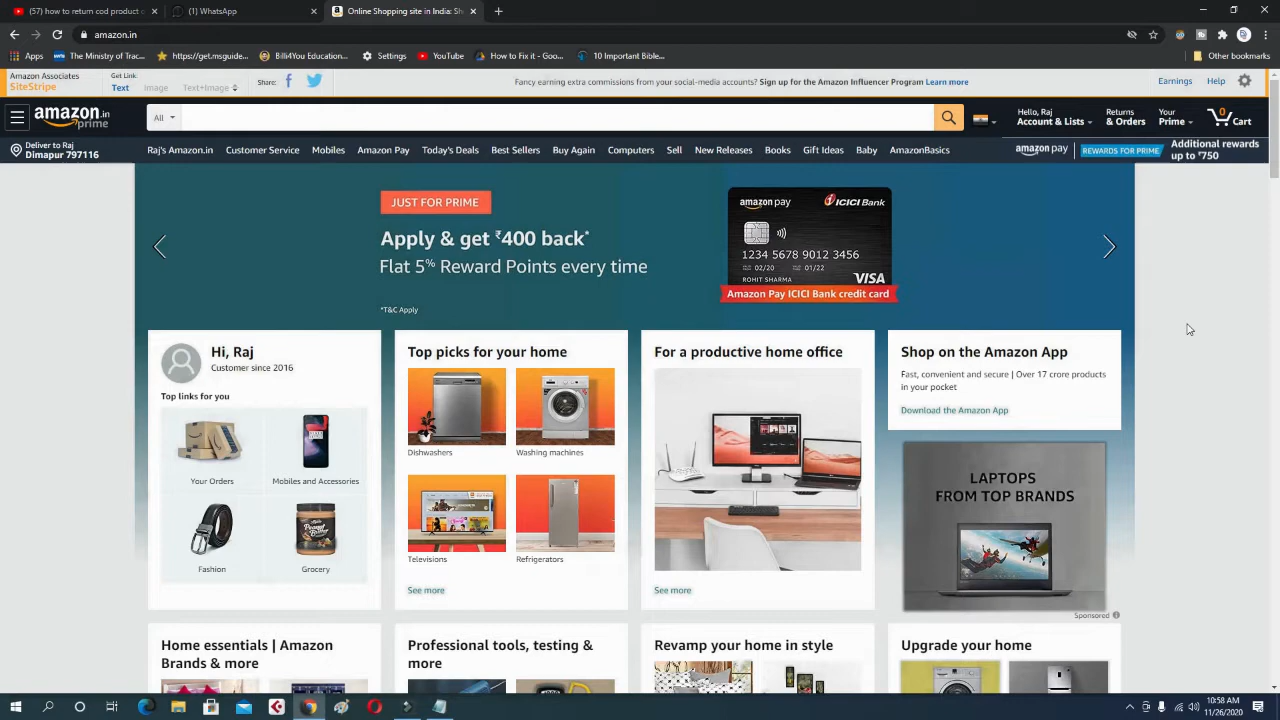 (57) how to return cod product o
(1) WhatsApp
Online Shopping site in India: Sh
amazon.in
Apps
The Ministry of Trac...
https://get.msguide...
Billi4You Education...
Settings
YouTube
How to Fix it - Goo...
10 Important Bible...
Other bookmarks
Amazon Associates
SiteStripe
Get Link:
Text
Image
Text+Image
Share:
Fancy earning extra commissions from your social-media accounts? Sign up for the Amazon Influencer Program Learn more
Earnings
Help
amazon.in
prime
All
Hello, Raj
Account & Lists
Returns
& Orders
Your
Prime
0
Cart
Deliver to Raj
Dimapur 797116
Raj's Amazon.in
Customer Service
Mobiles
Amazon Pay
Today's Deals
Best Sellers
Buy Again
Computers
Sell
New Releases
Books
Gift Ideas
Baby
AmazonBasics
amazon pay
REWARDS FOR PRIME
Additional rewards
up to ₹750
JUST FOR PRIME
Apply & get ₹400 back*
Flat 5% Reward Points every time
*T&C Apply
amazon pay
ICICI Bank
1234 5678 9012 3456
02/20
01/22
ROHIT SHARMA
VISA
Amazon Pay ICICI Bank credit card
Hi, Raj
Customer since 2016
Top links for you
Your Orders
Mobiles and Accessories
Fashion
Grocery
Top picks for your home
Dishwashers
Washing machines
Televisions
Refrigerators
See more
For a productive home office
See more
Shop on the Amazon App
Fast, convenient and secure | Over 17 crore products
in your pocket
Download the Amazon App
LAPTOPS
FROM TOP BRANDS
Sponsored
Home essentials | Amazon
Brands & more
Professional tools, testing &
more
Revamp your home in style
Upgrade your home
10:58 AM
11/26/2020